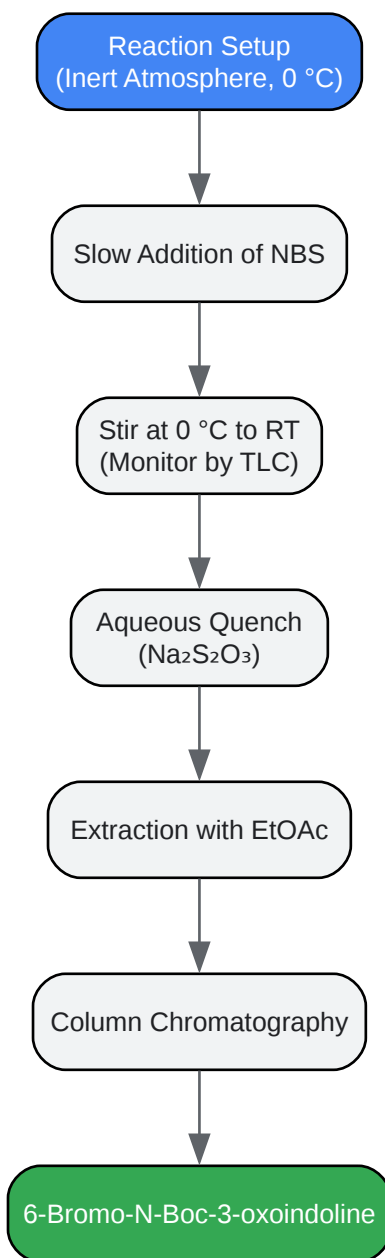 Reaction Setup
(Inert Atmosphere, 0 °C)
Slow Addition of NBS
Stir at 0 °C to RT
(Monitor by TLC)
Aqueous Quench
(Na₂S₂O₃)
Extraction with EtOAc
Column Chromatography
6-Bromo-N-Boc-3-oxoindoline